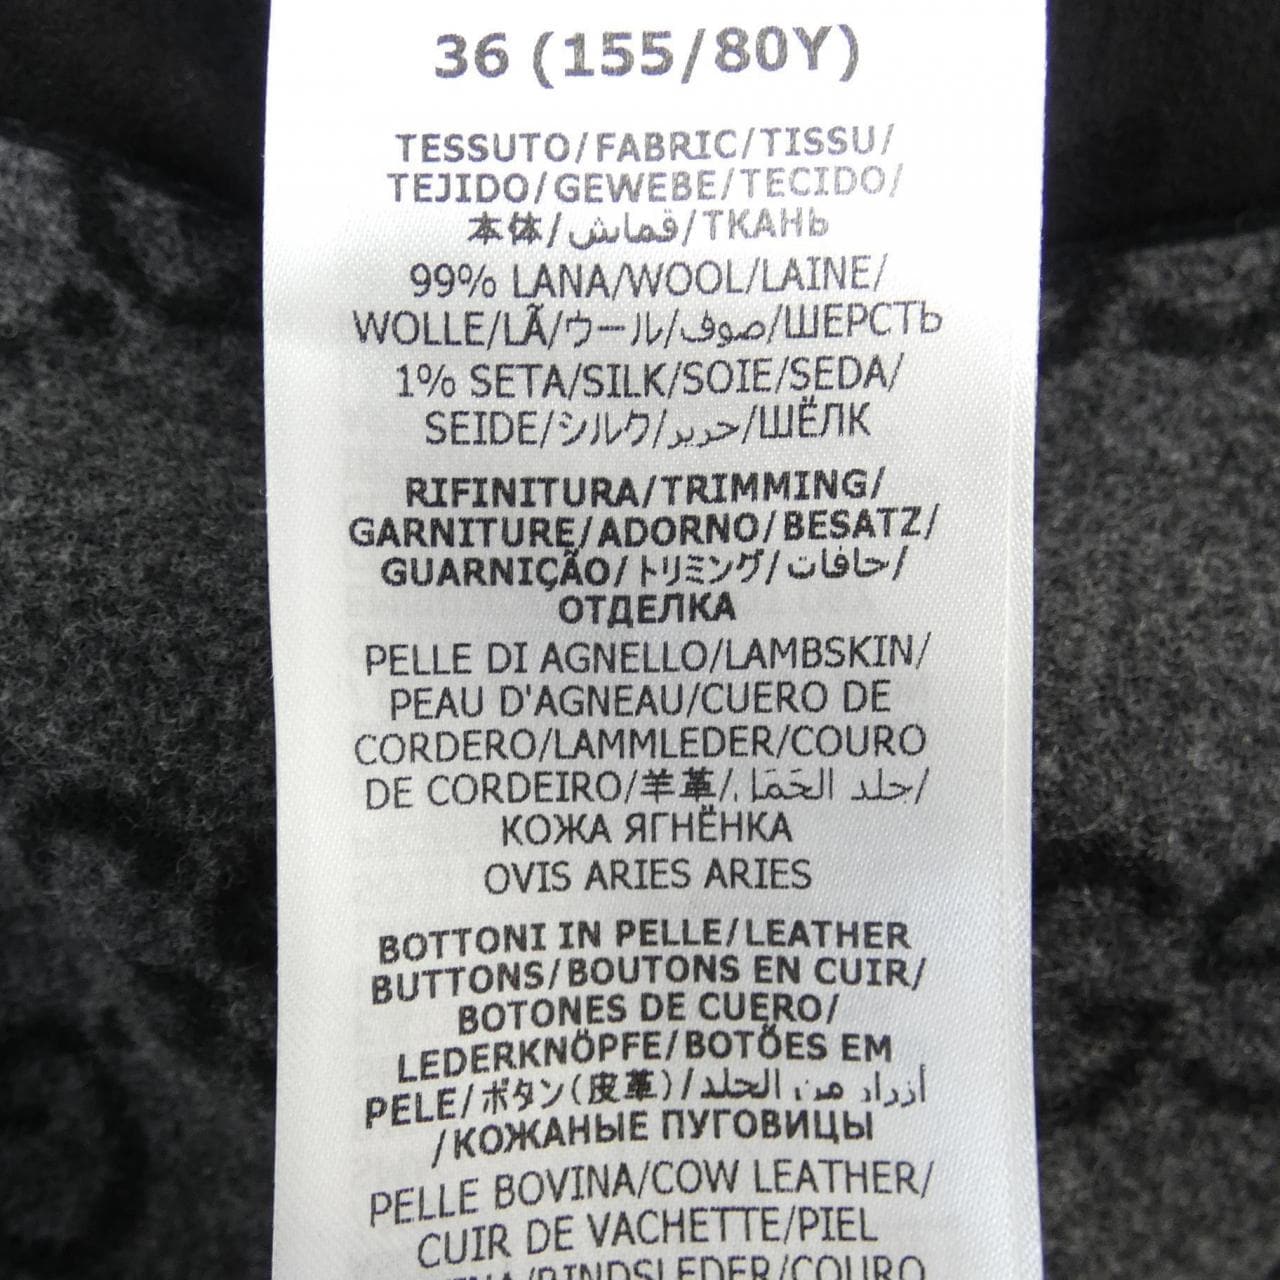 36 (155/80Y)
TESSUTO/FABRIC/TISSU/
TEJIDO/GEWEBE/TECIDO/
本体/قماش/ТКАНЬ
99% LANA/WOOL/LAINE/
WOLLE/LÃ/ウール/صوف/ШЕРСТЬ
1% SETA/SILK/SOIE/SEDA/
SEIDE/シルク/حرير/ШЁЛК
RIFINITURA/TRIMMING/
GARNITURE/ADORNO/BESATZ/
GUARNIÇÃO/トリミング/حافات/
ОТДЕЛКА
PELLE DI AGNELLO/LAMBSKIN/
PEAU D'AGNEAU/CUERO DE
CORDERO/LAMMLEDER/COURO
DE CORDEIRO/羊革/جلد الحَمَل/
КОЖА ЯГНЁНКА
OVIS ARIES ARIES
BOTTONI IN PELLE/LEATHER
BUTTONS/BOUTONS EN CUIR/
BOTONES DE CUERO/
LEDERKNÖPFE/BOTÕES EM
PELE/ボタン(皮革)/أزرار من الجلد
/КОЖАНЫЕ ПУГОВИЦЫ
PELLE BOVINA/COW LEATHER/
CUIR DE VACHETTE/PIEL
/RINDSLEDER/COURO